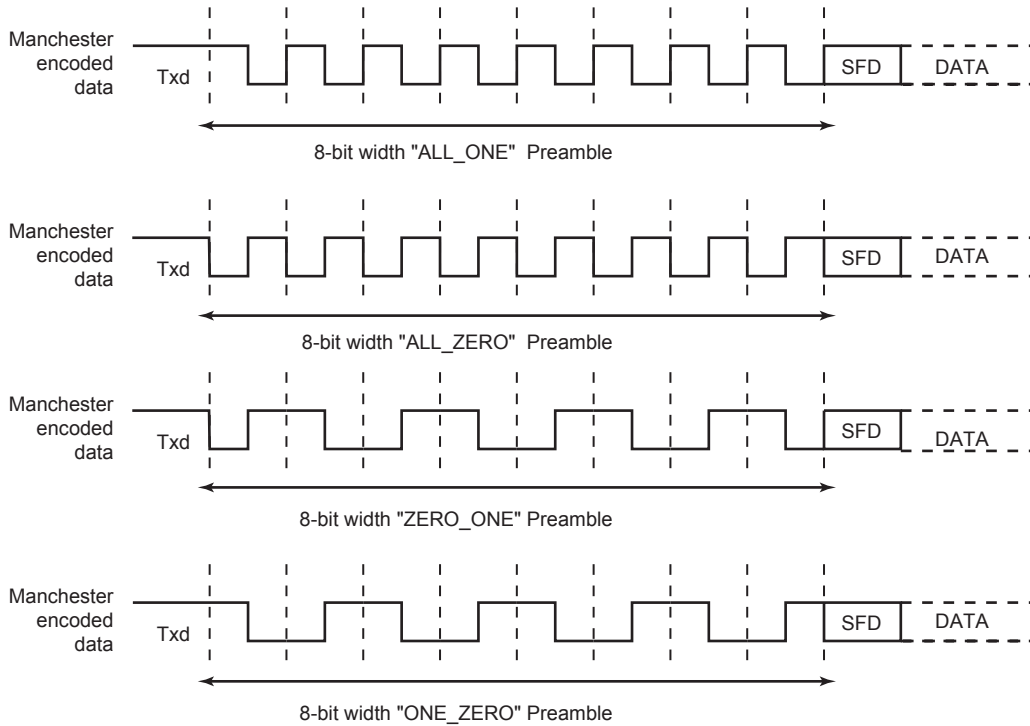 Manchester
encoded
data
Txd
SFD
DATA
8-bit width "ALL_ONE" Preamble
Manchester
encoded
data
Txd
SFD
DATA
8-bit width "ALL_ZERO" Preamble
Manchester
encoded
data
Txd
SFD
DATA
8-bit width "ZERO_ONE" Preamble
Manchester
encoded
data
Txd
SFD
DATA
8-bit width "ONE_ZERO" Preamble